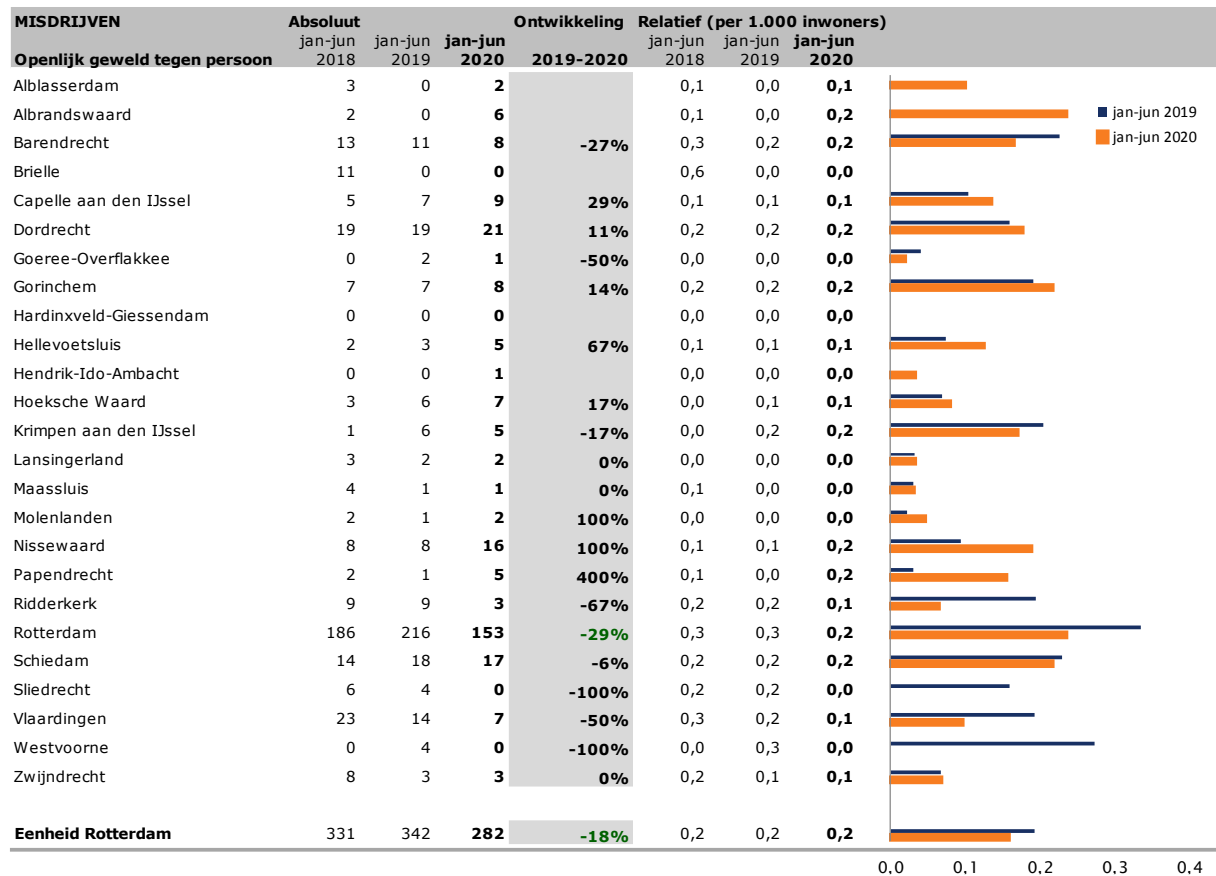 MISDRIJVEN Absoluut Ontwikkeling Relatief (per 1.000 inwoners)
jan-jun jan-jun jan-jun jan-jun jan-jun jan-jun
Openlijk geweld tegen persoon 2018 2019 2020 2019-2020 2018 2019 2020
Alblasserdam 3 0 2 0,1 0,0 0,1
Albrandswaard 2 0 6 0,1 0,0 0,2
jan-jun 2019
Barendrecht 13 11 8 -27% 0,3 0,2 0,2
jan-jun 2020
Brielle 11 0 0 0,6 0,0 0,0
Capelle aan den IJssel 5 7 9 29% 0,1 0,1 0,1
Dordrecht 19 19 21 11% 0,2 0,2 0,2
Goeree-Overflakkee 0 2 1 -50% 0,0 0,0 0,0
Gorinchem 7 7 8 14% 0,2 0,2 0,2
Hardinxveld-Giessendam 0 0 0 0,0 0,0 0,0
Hellevoetsluis 2 3 5 67% 0,1 0,1 0,1
Hendrik-Ido-Ambacht 0 0 1 0,0 0,0 0,0
Hoeksche Waard 3 6 7 17% 0,0 0,1 0,1
Krimpen aan den IJssel 1 6 5 -17% 0,0 0,2 0,2
Lansingerland 3 2 2 0% 0,0 0,0 0,0
Maassluis 4 1 1 0% 0,1 0,0 0,0
Molenlanden 2 1 2 100% 0,0 0,0 0,0
Nissewaard 8 8 16 100% 0,1 0,1 0,2
Papendrecht 2 1 5 400% 0,1 0,0 0,2
Ridderkerk 9 9 3 -67% 0,2 0,2 0,1
Rotterdam 186 216 153 -29% 0,3 0,3 0,2
Schiedam 14 18 17 -6% 0,2 0,2 0,2
Sliedrecht 6 4 0 -100% 0,2 0,2 0,0
Vlaardingen 23 14 7 -50% 0,3 0,2 0,1
Westvoorne 0 4 0 -100% 0,0 0,3 0,0
Zwijndrecht 8 3 3 0% 0,2 0,1 0,1
Eenheid Rotterdam 331 342 282 -18% 0,2 0,2 0,2
0,0 0,1 0,2 0,3 0,4